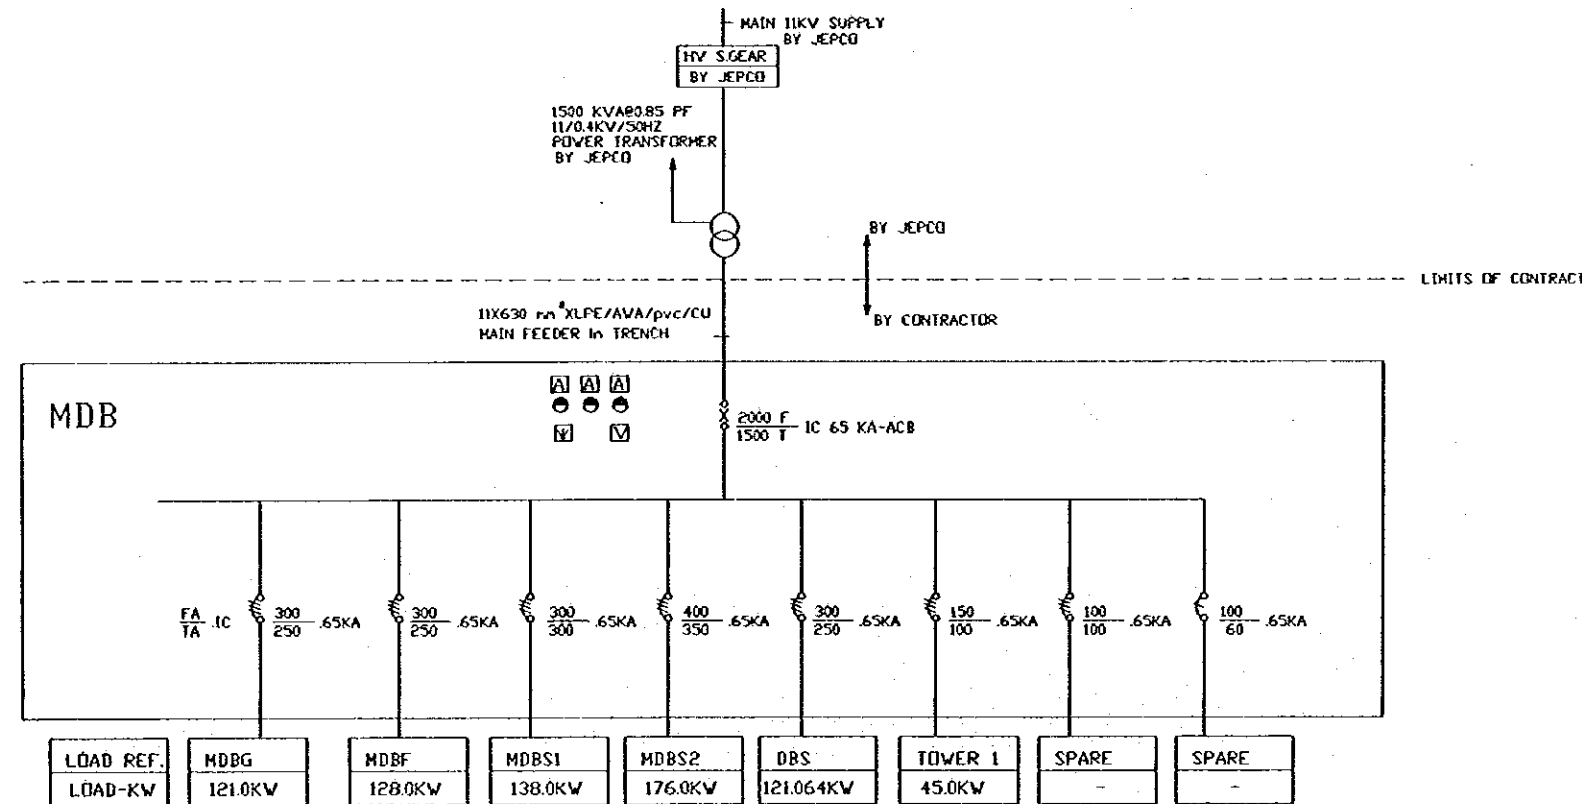 MAIN 11KV SUPPLY
BY JEPCO
HV S.GEAR
BY JEPCO
1500 KVA@0.85 PF
11/0.4KV/50HZ
POWER TRANSFORMER
BY JEPCO
BY JEPCO
LIMITS OF CONTRACT
BY CONTRACTOR
11X630 mm² XLPE/AWA/pvc/CU
MAIN FEEDER In TRENCH
MDB
A A A
V
2000 F
1500 T
IC 65 KA-ACB
FA
TA
.IC
300
250
.65KA
300
250
.65KA
300
300
.65KA
400
350
.65KA
300
250
.65KA
150
100
.65KA
100
100
.65KA
100
60
.65KA
LOAD REF. MDBG MDBF MDBS1 MDBS2 DBS TOWER 1 SPARE SPARE
LOAD-KW 121.0KW 128.0KW 138.0KW 176.0KW 121.064KW 45.0KW - -